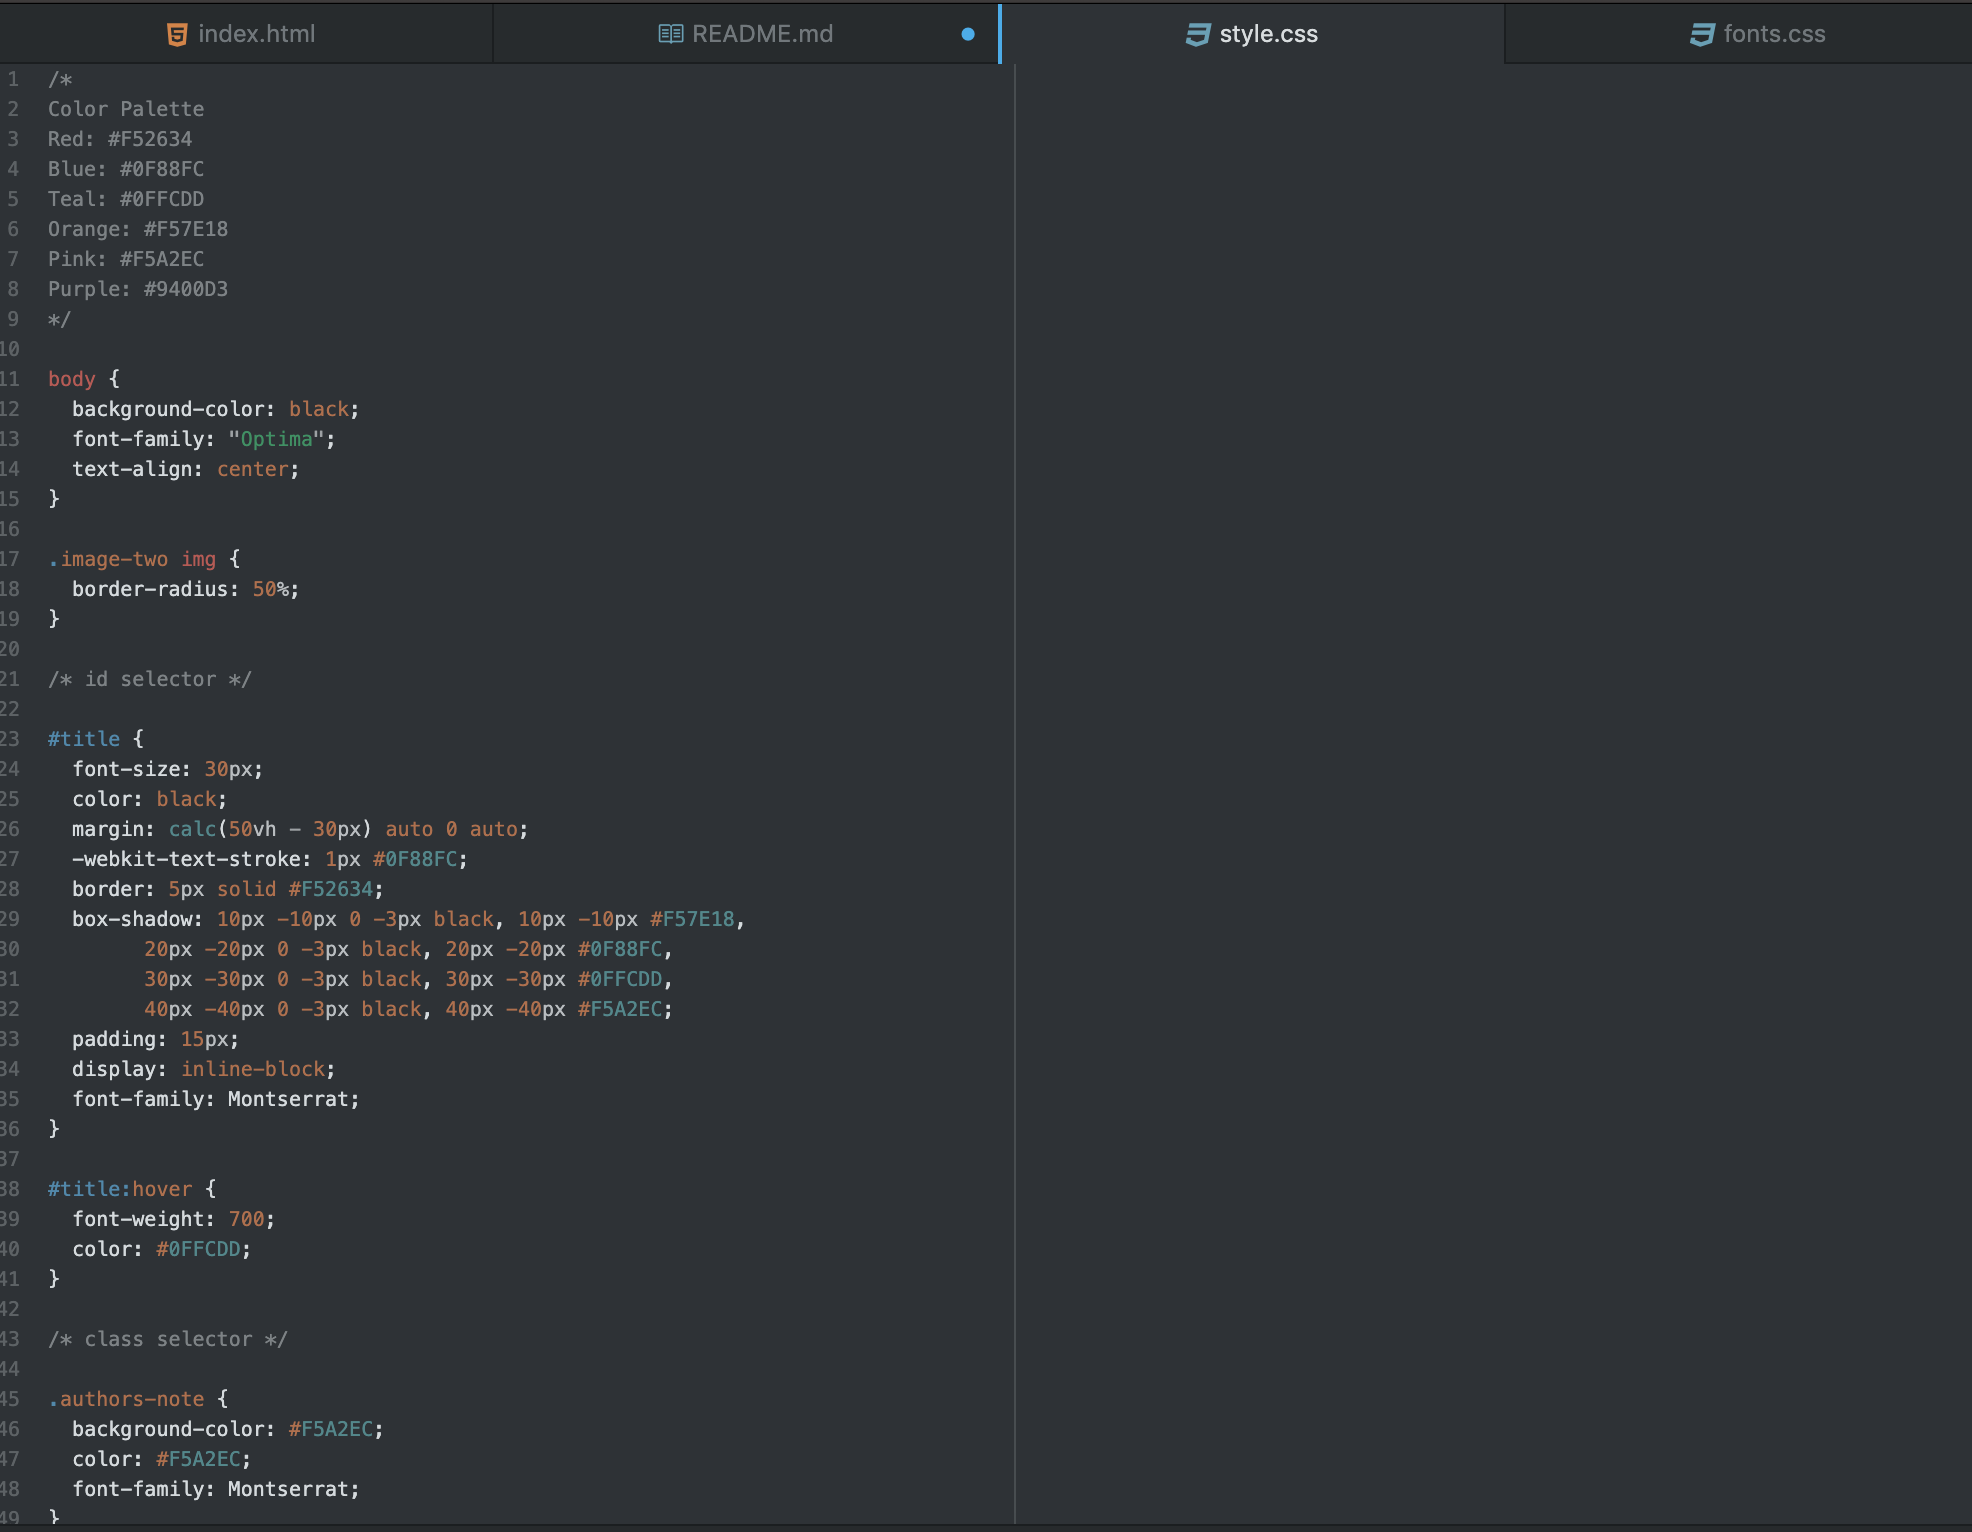 index.html README.md style.css fonts.css
1 /*
2 Color Palette
3 Red: #F52634
4 Blue: #0F88FC
5 Teal: #0FFCDD
6 Orange: #F57E18
7 Pink: #F5A2EC
8 Purple: #9400D3
9 */
10
11 body {
12   background-color: black;
13   font-family: "Optima";
14   text-align: center;
15 }
16
17 .image-two img {
18   border-radius: 50%;
19 }
20
21 /* id selector */
22
23 #title {
24   font-size: 30px;
25   color: black;
26   margin: calc(50vh - 30px) auto 0 auto;
27   -webkit-text-stroke: 1px #0F88FC;
28   border: 5px solid #F52634;
29   box-shadow: 10px -10px 0 -3px black, 10px -10px #F57E18,
30         20px -20px 0 -3px black, 20px -20px #0F88FC,
31         30px -30px 0 -3px black, 30px -30px #0FFCDD,
32         40px -40px 0 -3px black, 40px -40px #F5A2EC;
33   padding: 15px;
34   display: inline-block;
35   font-family: Montserrat;
36 }
37
38 #title:hover {
39   font-weight: 700;
40   color: #0FFCDD;
41 }
42
43 /* class selector */
44
45 .authors-note {
46   background-color: #F5A2EC;
47   color: #F5A2EC;
48   font-family: Montserrat;
49 }